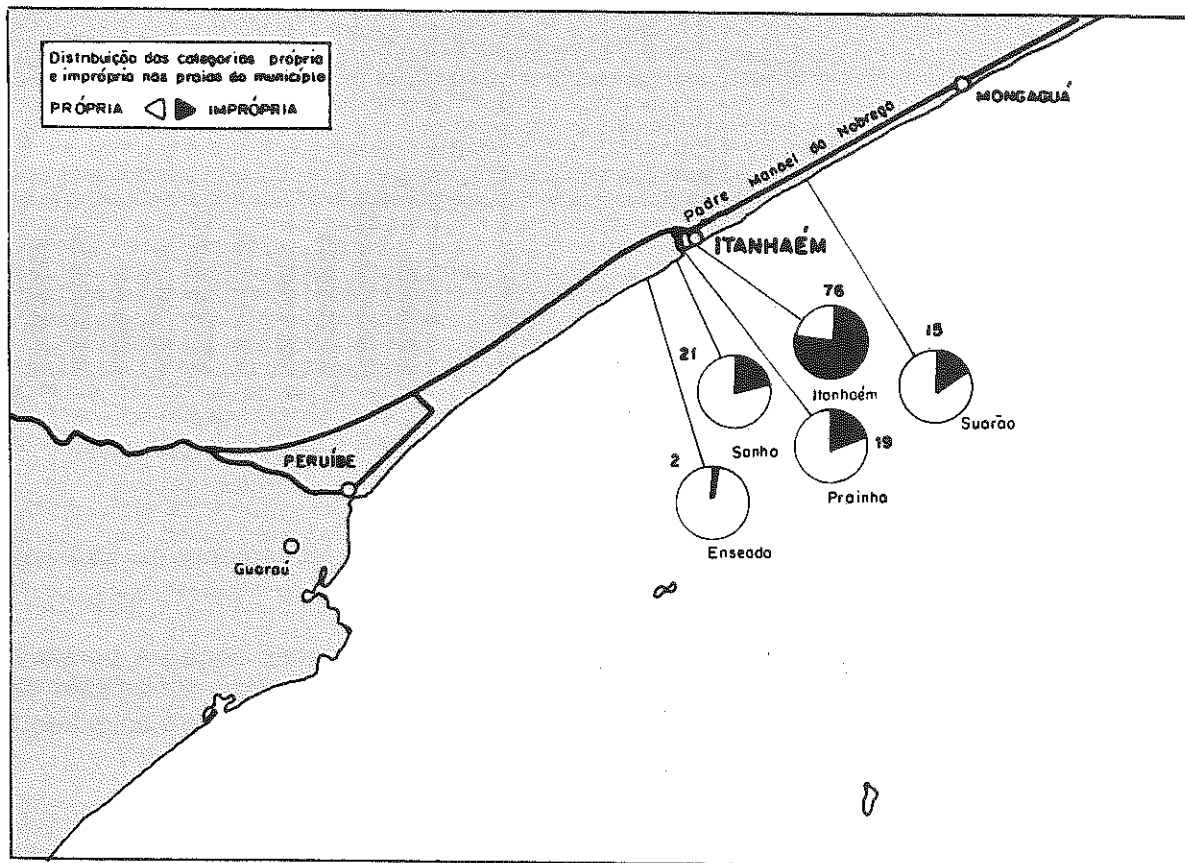 Distribuição das categorias própria
e imprópria nas praias do município
PRÓPRIA IMPRÓPRIA
MONGAGUÁ
Padre Manoel da Nobrega
ITANHAÉM
76
Itanhaém
15
Suarão
21
Sonho
19
Prainha
2
Enseada
PERUÍBE
Guaraú